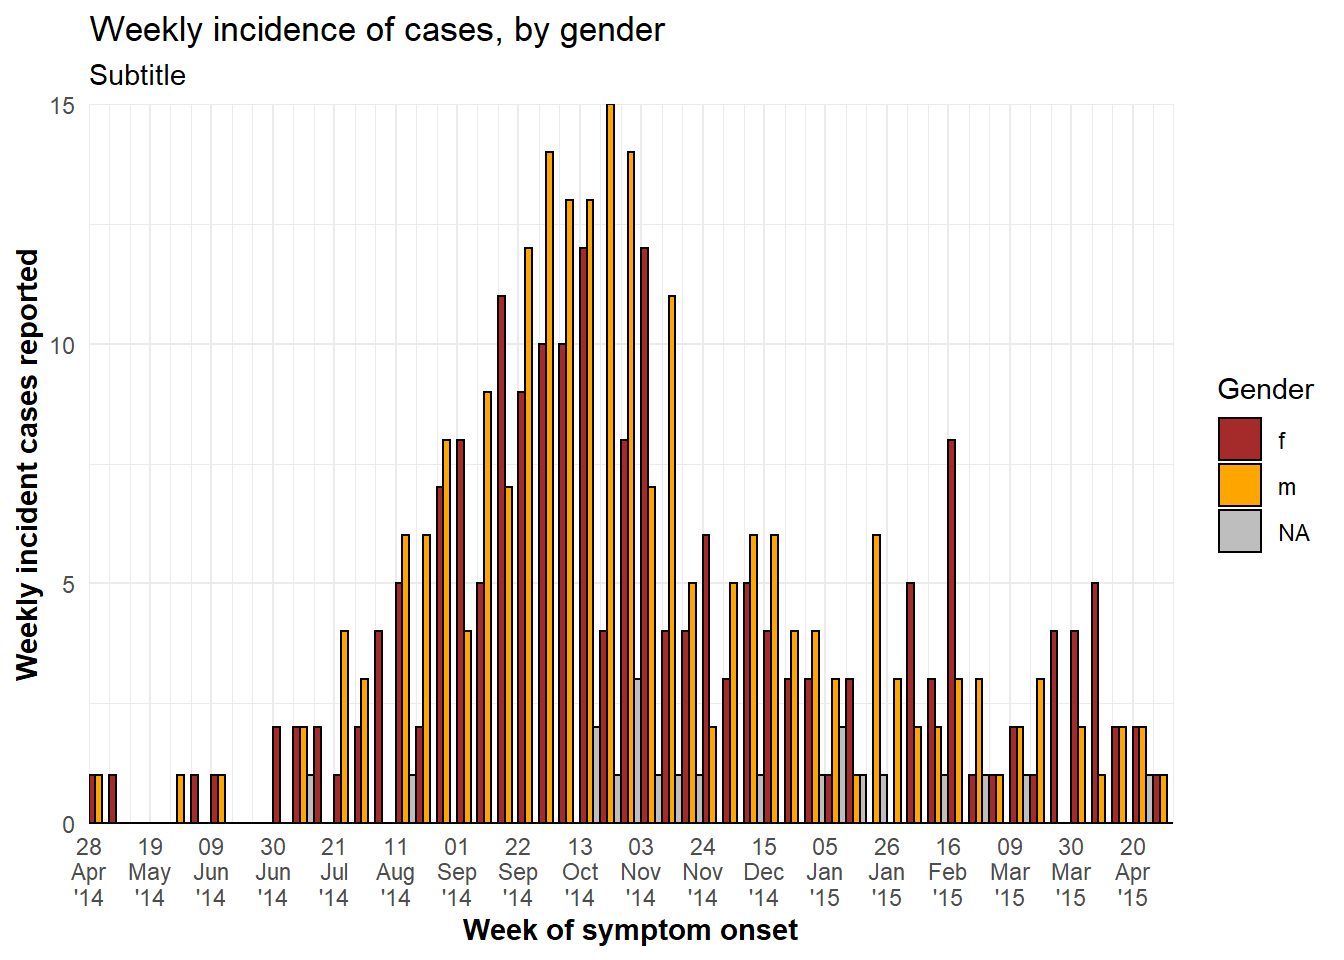 Weekly incidence of cases, by gender
Subtitle
15
10
5
0
Weekly incident cases reported
28 Apr '14
19 May '14
09 Jun '14
30 Jun '14
21 Jul '14
11 Aug '14
01 Sep '14
22 Sep '14
13 Oct '14
03 Nov '14
24 Nov '14
15 Dec '14
05 Jan '15
26 Jan '15
16 Feb '15
09 Mar '15
30 Mar '15
20 Apr '15
Week of symptom onset
Gender
f
m
NA